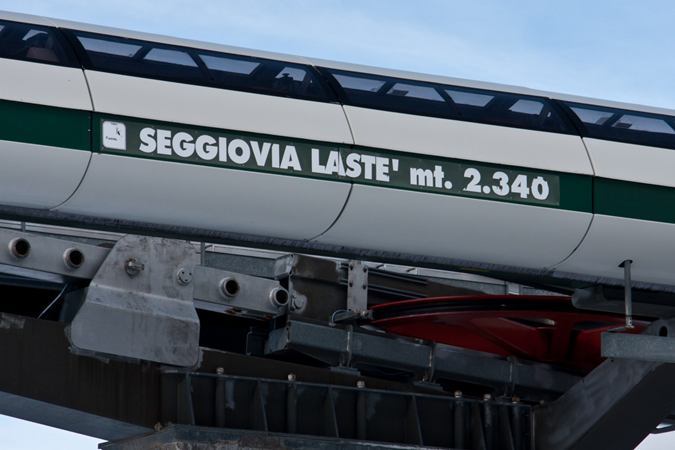 SEGGIOVIA LASTE' mt. 2.340